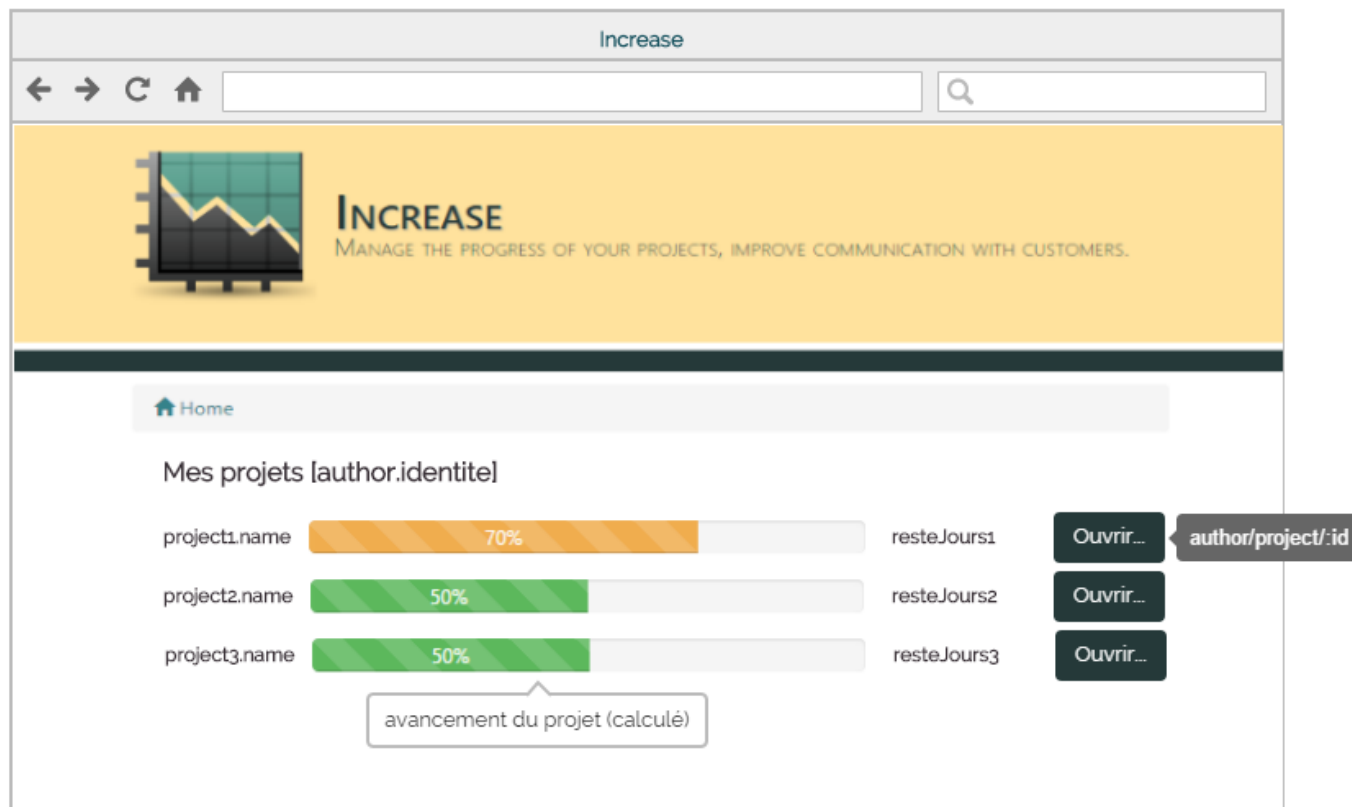 Increase
INCREASE
MANAGE THE PROGRESS OF YOUR PROJECTS, IMPROVE COMMUNICATION WITH CUSTOMERS.
Home
Mes projets [author.identite]
project1.name 70% resteJours1 Ouvrir... author/project/:id
project2.name 50% resteJours2 Ouvrir...
project3.name 50% resteJours3 Ouvrir...
avancement du projet (calculé)